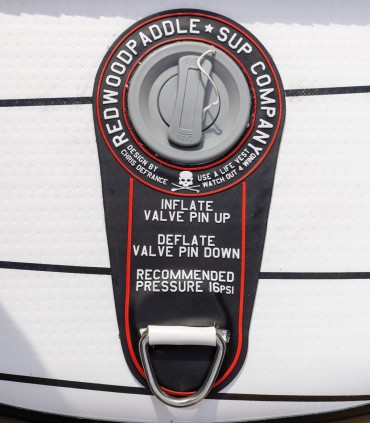 REDWOODPADDLE ★ SUP COMPANY
DESIGN BY
CHRIS DEFRANCE
USE A LIFE VEST
WATCH OUT 4 WIND
INFLATE
VALVE PIN UP
DEFLATE
VALVE PIN DOWN
RECOMMENDED
PRESSURE 16PSI